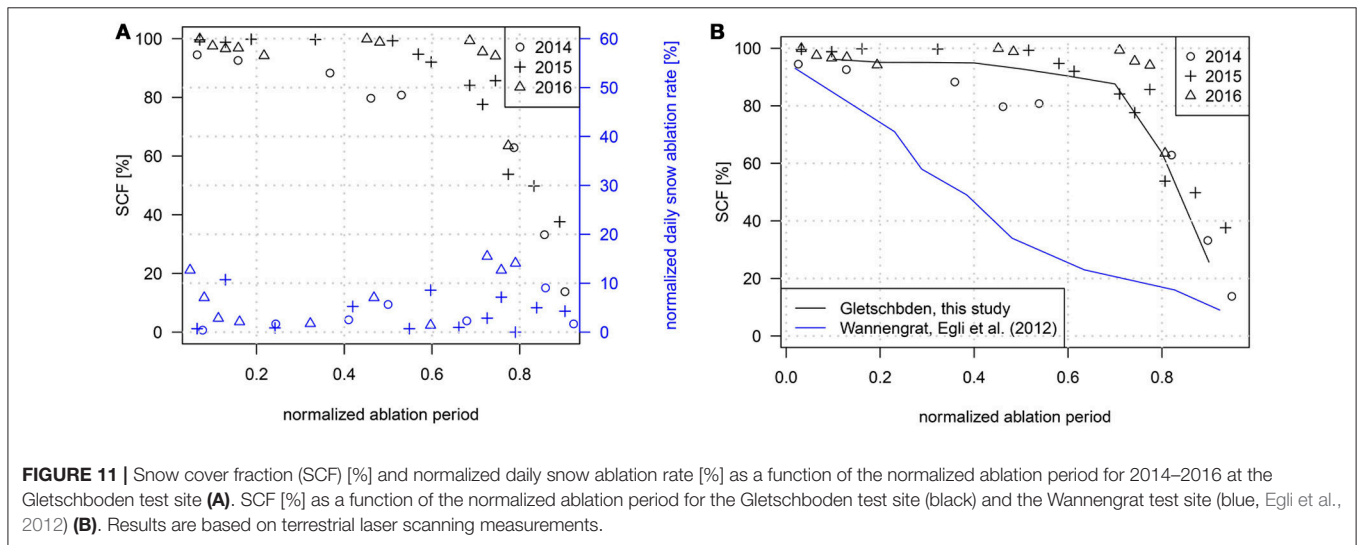 A
100
80
60
40
20
0
SCF [%]
60
50
40
30
20
10
0
normalized daily snow ablation rate [%]
2014
2015
2016
0.2
0.4
0.6
0.8
normalized ablation period
B
100
80
60
40
20
0
SCF [%]
2014
2015
2016
Gletschbden, this study
Wannengrat, Egli et al. (2012)
0.0
0.2
0.4
0.6
0.8
normalized ablation period
FIGURE 11 | Snow cover fraction (SCF) [%] and normalized daily snow ablation rate [%] as a function of the normalized ablation period for 2014–2016 at the
Gletschboden test site (A). SCF [%] as a function of the normalized ablation period for the Gletschboden test site (black) and the Wannengrat test site (blue, Egli et al.,
2012) (B). Results are based on terrestrial laser scanning measurements.